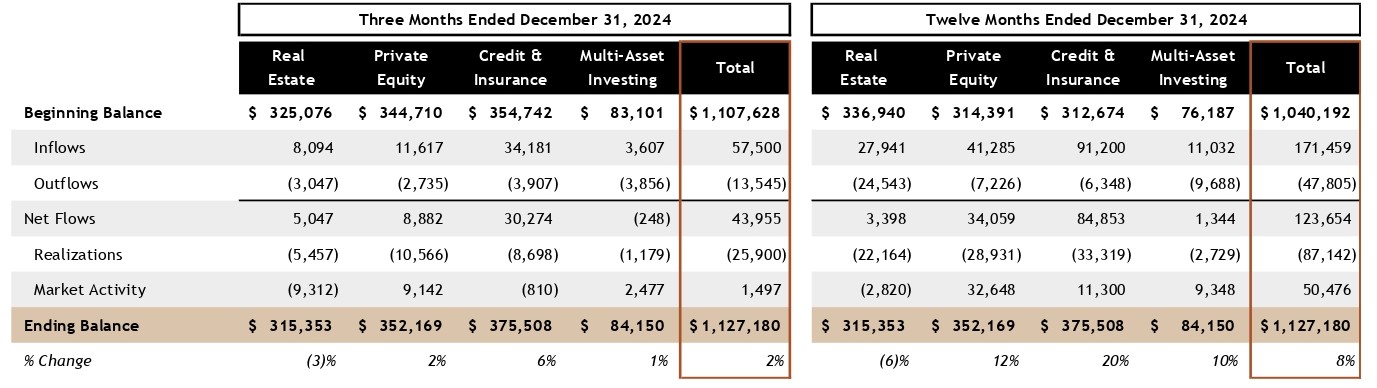 Three Months Ended December 31, 2024 Twelve Months Ended December 31, 2024
Real Private Credit & Multi-Asset Real Private Credit & Multi-Asset
Total Total
Estate Equity Insurance Investing Estate Equity Insurance Investing
Beginning Balance $ 325,076 $ 344,710 $ 354,742 $ 83,101 $ 1,107,628 $ 336,940 $ 314,391 $ 312,674 $ 76,187 $ 1,040,192
Inflows 8,094 11,617 34,181 3,607 57,500 27,941 41,285 91,200 11,032 171,459
Outflows (3,047) (2,735) (3,907) (3,856) (13,545) (24,543) (7,226) (6,348) (9,688) (47,805)
Net Flows 5,047 8,882 30,274 (248) 43,955 3,398 34,059 84,853 1,344 123,654
Realizations (5,457) (10,566) (8,698) (1,179) (25,900) (22,164) (28,931) (33,319) (2,729) (87,142)
Market Activity (9,312) 9,142 (810) 2,477 1,497 (2,820) 32,648 11,300 9,348 50,476
Ending Balance $ 315,353 $ 352,169 $ 375,508 $ 84,150 $ 1,127,180 $ 315,353 $ 352,169 $ 375,508 $ 84,150 $ 1,127,180
% Change (3)% 2% 6% 1% 2% (6)% 12% 20% 10% 8%